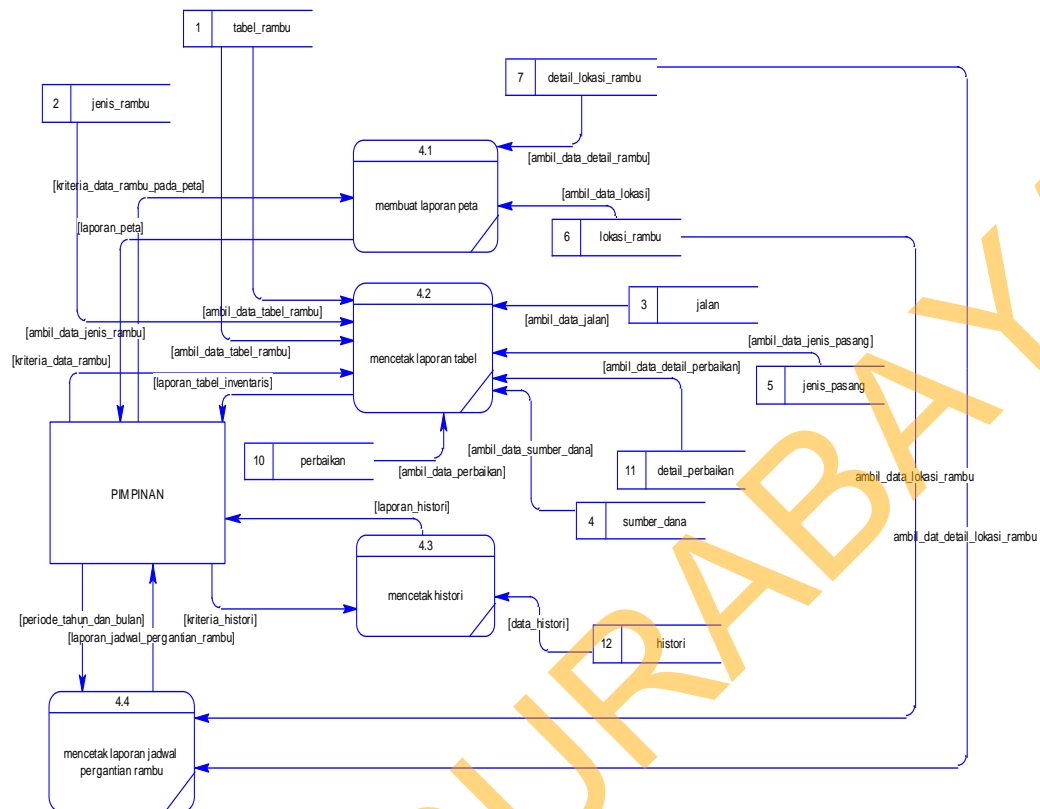 1 tabel_rambu
7 detail_lokasi_rambu
2 jenis_rambu
4.1
membuat laporan peta
[ambil_data_detail_rambu]
[kriteria_data_rambu_pada_peta]
[ambil_data_lokasi]
[laporan_peta]
6 lokasi_rambu
4.2
mencetak laporan tabel
3 jalan
[ambil_data_tabel_rambu]
[ambil_data_jalan]
[ambil_data_jenis_rambu]
[ambil_data_tabel_rambu]
[ambil_data_jenis_pasang]
[kriteria_data_rambu]
[laporan_tabel_inventaris]
[ambil_data_detail_perbaikan]
5 jenis_pasang
10 perbaikan
[ambil_data_perbaikan]
[ambil_data_sumber_dana]
11 detail_perbaikan
ambil_data_lokasi_rambu
PIMPINAN
[laporan_histori]
4 sumber_dana
ambil_dat_detail_lokasi_rambu
4.3
mencetak histori
[periode_tahun_dan_bulan]
[kriteria_histori]
[data_histori]
[laporan_jadwal_pergantian_rambu]
12 histori
4.4
mencetak laporan jadwal
pergantian rambu
SURABAYA